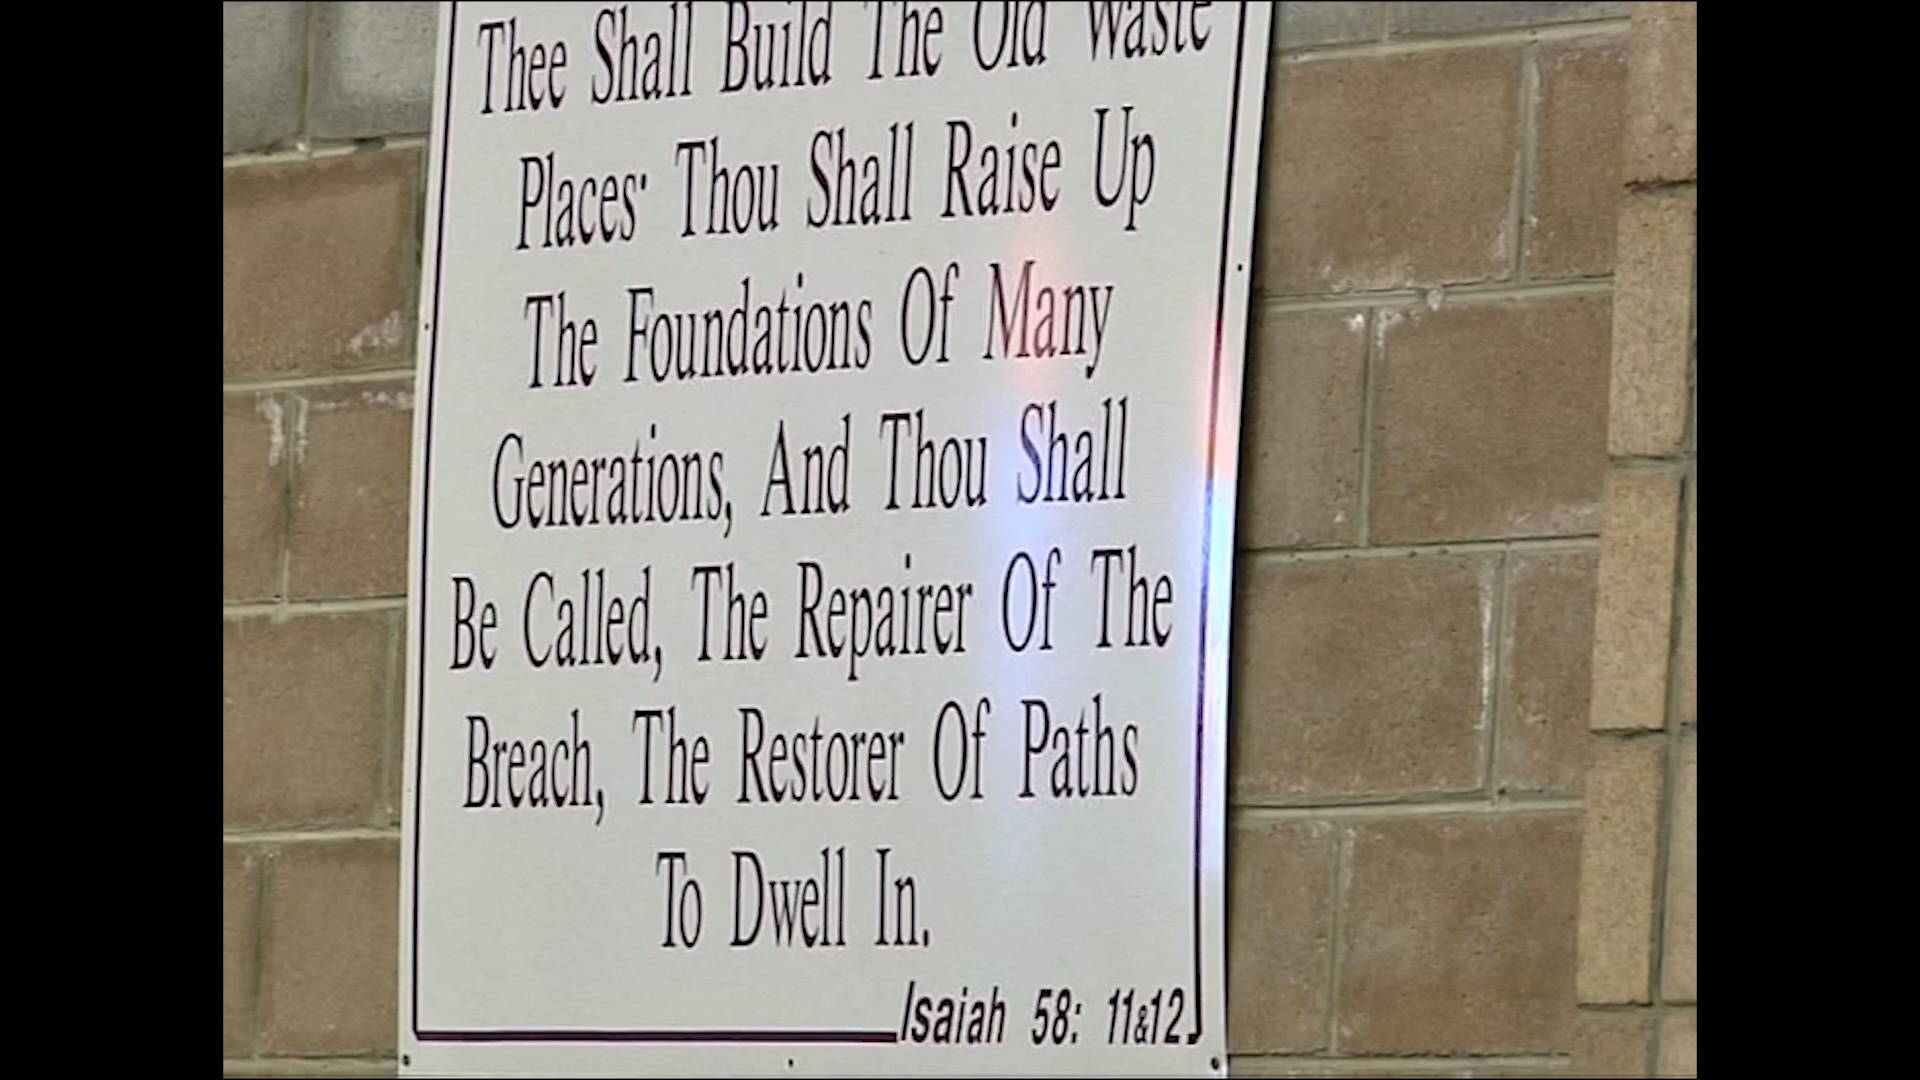 Thee Shall Build The Old Waste
Places· Thou Shall Raise Up
The Foundations Of Many
Generations, And Thou Shall
Be Called, The Repairer Of The
Breach, The Restorer Of Paths
To Dwell In.
Isaiah 58: 11&12